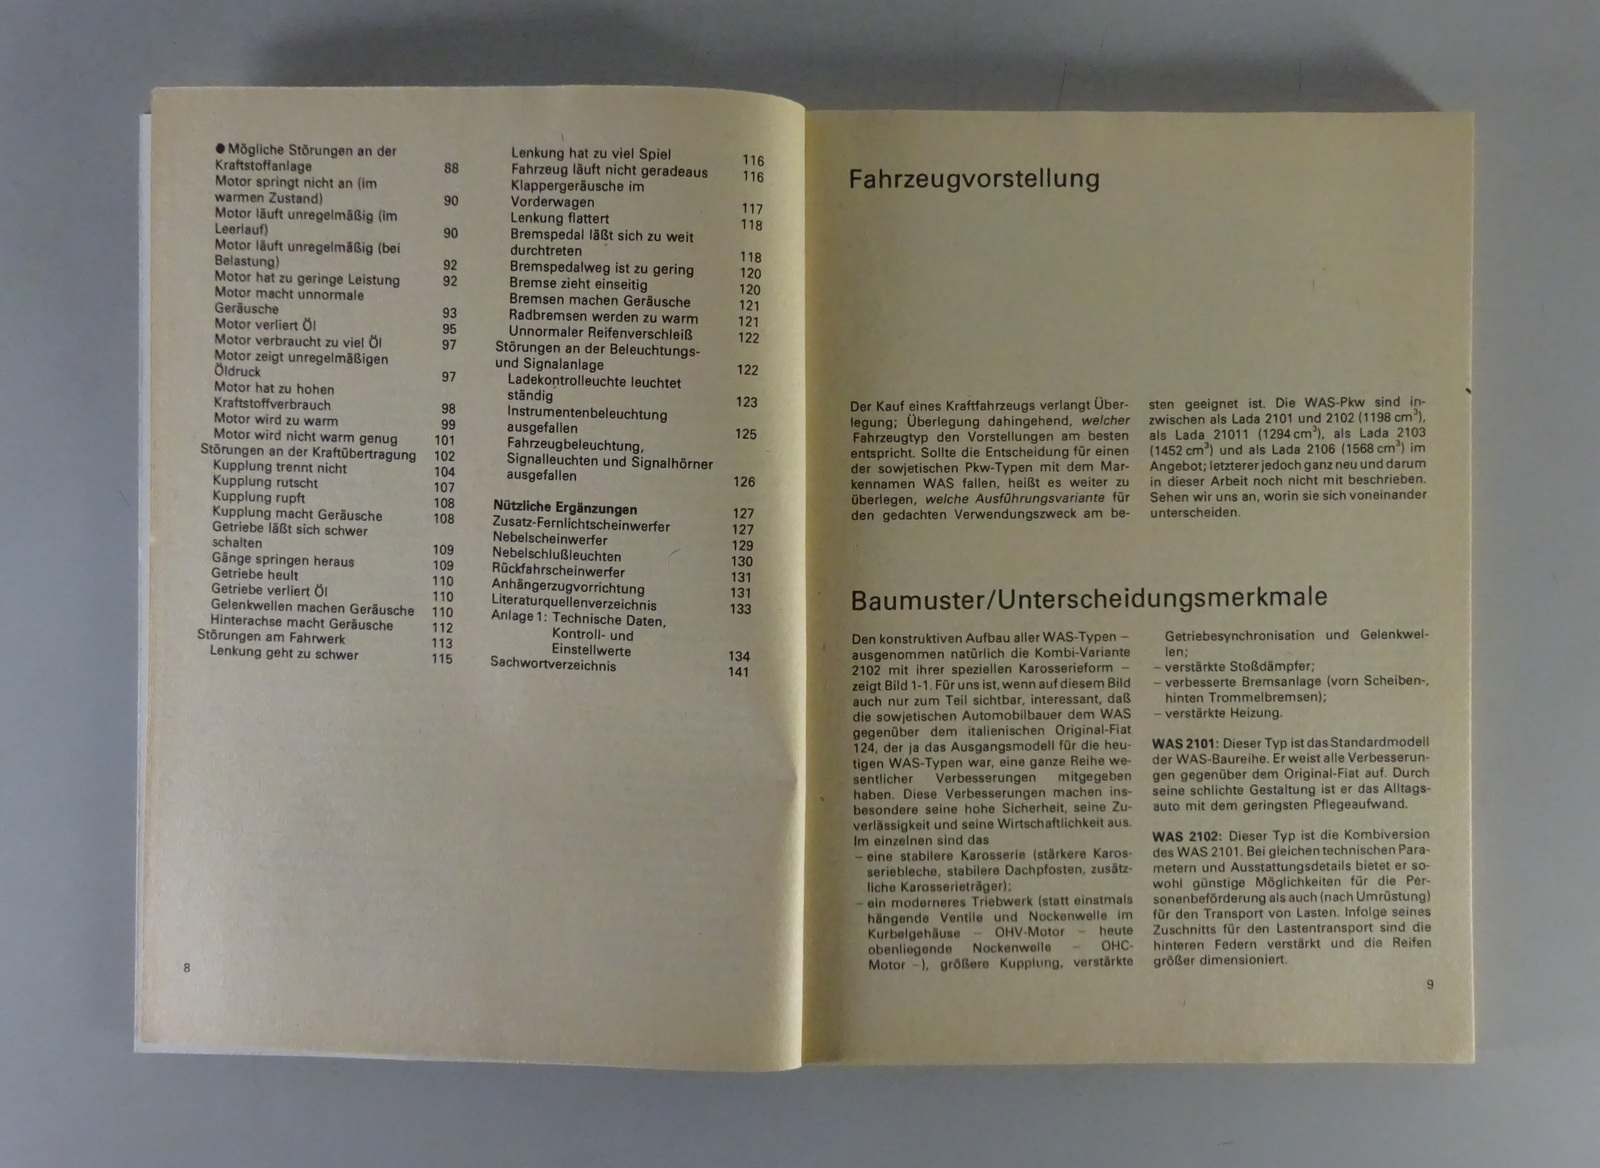 ● Mögliche Störungen an der
Kraftstoffanlage 88
Motor springt nicht an (im
warmen Zustand) 90
Motor läuft unregelmäßig (im
Leerlauf) 90
Motor läuft unregelmäßig (bei
Belastung) 92
Motor hat zu geringe Leistung 92
Motor macht unnormale
Geräusche 93
Motor verliert Öl 95
Motor verbraucht zu viel Öl 97
Motor zeigt unregelmäßigen
Öldruck 97
Motor hat zu hohen
Kraftstoffverbrauch 98
Motor wird zu warm 99
Motor wird nicht warm genug 101
Störungen an der Kraftübertragung 102
Kupplung trennt nicht 104
Kupplung rutscht 107
Kupplung rupft 108
Kupplung macht Geräusche 108
Getriebe läßt sich schwer
schalten 109
Gänge springen heraus 109
Getriebe heult 110
Getriebe verliert Öl 110
Gelenkwellen machen Geräusche 110
Hinterachse macht Geräusche 112
Störungen am Fahrwerk 113
Lenkung geht zu schwer 115
Lenkung hat zu viel Spiel 116
Fahrzeug läuft nicht geradeaus 116
Klappergeräusche im
Vorderwagen 117
Lenkung flattert 118
Bremspedal läßt sich zu weit
durchtreten 118
Bremspedalweg ist zu gering 120
Bremse zieht einseitig 120
Bremsen machen Geräusche 121
Radbremsen werden zu warm 121
Unnormaler Reifenverschleiß 122
Störungen an der Beleuchtungs-
und Signalanlage 122
Ladekontrolleuchte leuchtet
ständig 123
Instrumentenbeleuchtung
ausgefallen 125
Fahrzeugbeleuchtung,
Signalleuchten und Signalhörner
ausgefallen 126
Nützliche Ergänzungen 127
Zusatz-Fernlichtscheinwerfer 127
Nebelscheinwerfer 129
Nebelschlußleuchten 130
Rückfahrscheinwerfer 131
Anhängerzugvorrichtung 131
Literaturquellenverzeichnis 133
Anlage 1: Technische Daten,
Kontroll- und
Einstellwerte 134
Sachwortverzeichnis 141
8
Fahrzeugvorstellung
Der Kauf eines Kraftfahrzeugs verlangt Über-
legung; Überlegung dahingehend, welcher
Fahrzeugtyp den Vorstellungen am besten
entspricht. Sollte die Entscheidung für einen
der sowjetischen Pkw-Typen mit dem Mar-
kennamen WAS fallen, heißt es weiter zu
überlegen, welche Ausführungsvariante für
den gedachten Verwendungszweck am be-
sten geeignet ist. Die WAS-Pkw sind in-
zwischen als Lada 2101 und 2102 (1198 cm³),
als Lada 21011 (1294 cm³), als Lada 2103
(1452 cm³) und als Lada 2106 (1568 cm³) im
Angebot; letzterer jedoch ganz neu und darum
in dieser Arbeit noch nicht mit beschrieben.
Sehen wir uns an, worin sie sich voneinander
unterscheiden.
Baumuster/Unterscheidungsmerkmale
Den konstruktiven Aufbau aller WAS-Typen –
ausgenommen natürlich die Kombi-Variante
2102 mit ihrer speziellen Karosserieform –
zeigt Bild 1-1. Für uns ist, wenn auf diesem Bild
auch nur zum Teil sichtbar, interessant, daß
die sowjetischen Automobilbauer dem WAS
gegenüber dem italienischen Original-Fiat
124, der ja das Ausgangsmodell für die heu-
tigen WAS-Typen war, eine ganze Reihe we-
sentlicher Verbesserungen mitgegeben
haben. Diese Verbesserungen machen ins-
besondere seine hohe Sicherheit, seine Zu-
verlässigkeit und seine Wirtschaftlichkeit aus.
Im einzelnen sind das
– eine stabilere Karosserie (stärkere Karos-
seriebleche, stabilere Dachpfosten, zusätz-
liche Karosserieträger);
– ein moderneres Triebwerk (statt einstmals
hängende Ventile und Nockenwelle im
Kurbelgehäuse – OHV-Motor – heute
obenliegende Nockenwelle – OHC-
Motor –), größere Kupplung, verstärkte
Getriebesynchronisation und Gelenkwel-
len;
– verstärkte Stoßdämpfer;
– verbesserte Bremsanlage (vorn Scheiben-,
hinten Trommelbremsen);
– verstärkte Heizung.
WAS 2101: Dieser Typ ist das Standardmodell
der WAS-Baureihe. Er weist alle Verbesserun-
gen gegenüber dem Original-Fiat auf. Durch
seine schlichte Gestaltung ist er das Alltags-
auto mit dem geringsten Pflegeaufwand.
WAS 2102: Dieser Typ ist die Kombiversion
des WAS 2101. Bei gleichen technischen Para-
metern und Ausstattungsdetails bietet er so-
wohl günstige Möglichkeiten für die Per-
sonenbeförderung als auch (nach Umrüstung)
für den Transport von Lasten. Infolge seines
Zuschnitts für den Lastentransport sind die
hinteren Federn verstärkt und die Reifen
größer dimensioniert.
9